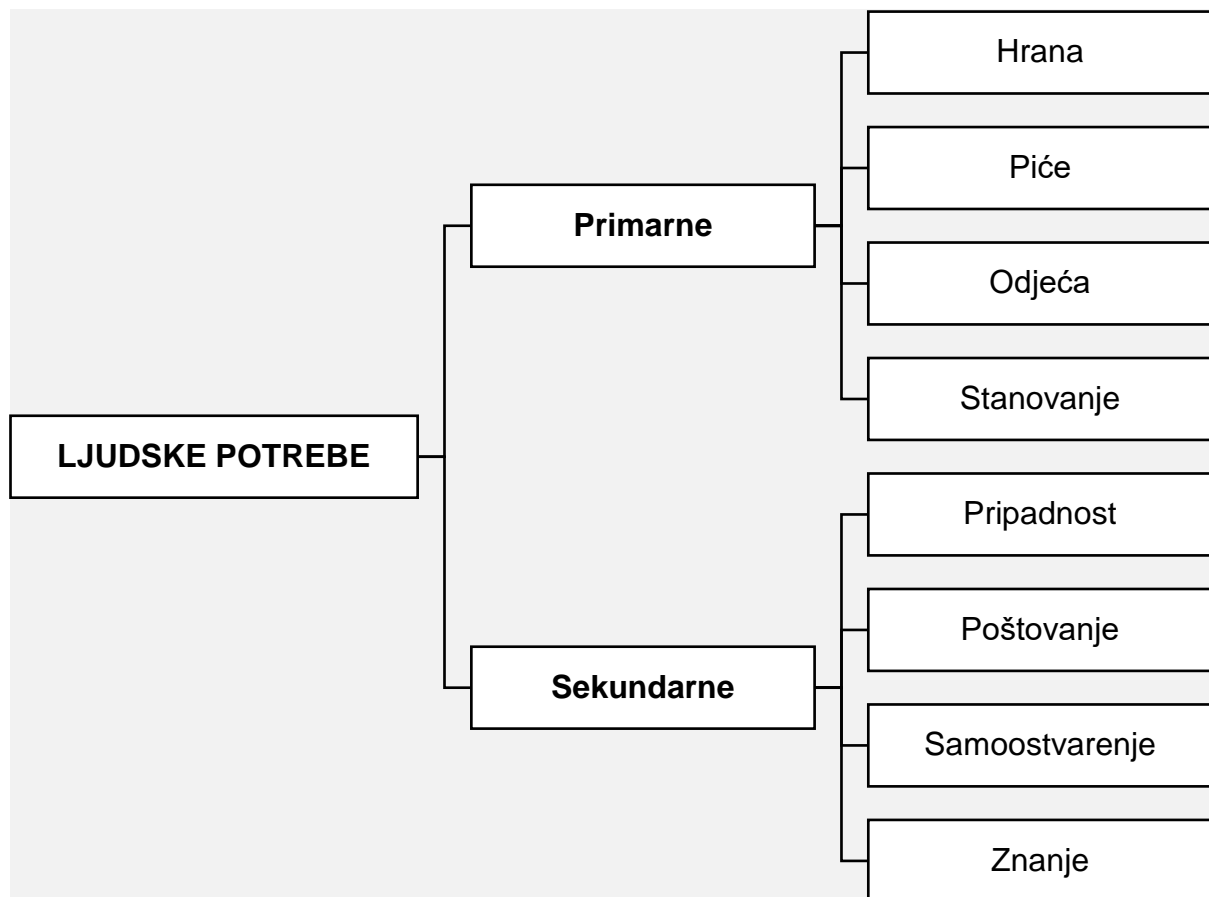 LJUDSKE POTREBE
Primarne
Hrana
Piće
Odjeća
Stanovanje
Sekundarne
Pripadnost
Poštovanje
Samoostvarenje
Znanje